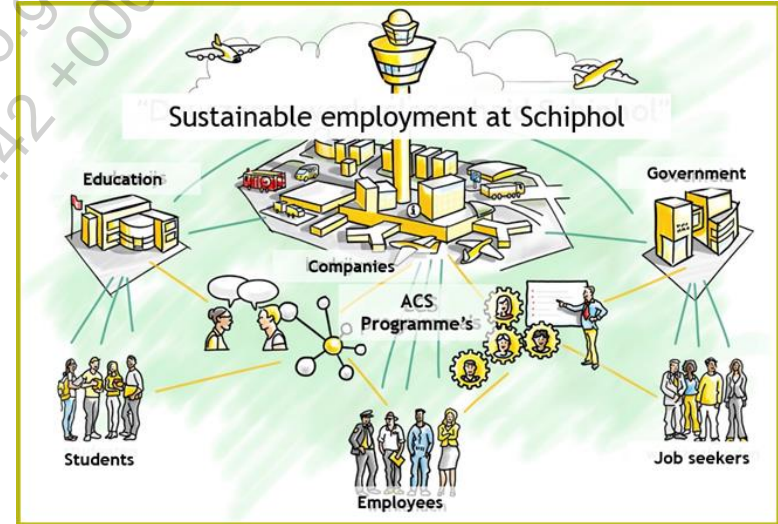 Sustainable employment at Schiphol
Education
Government
Companies
ACS
Programme's
Students
Job seekers
Employees